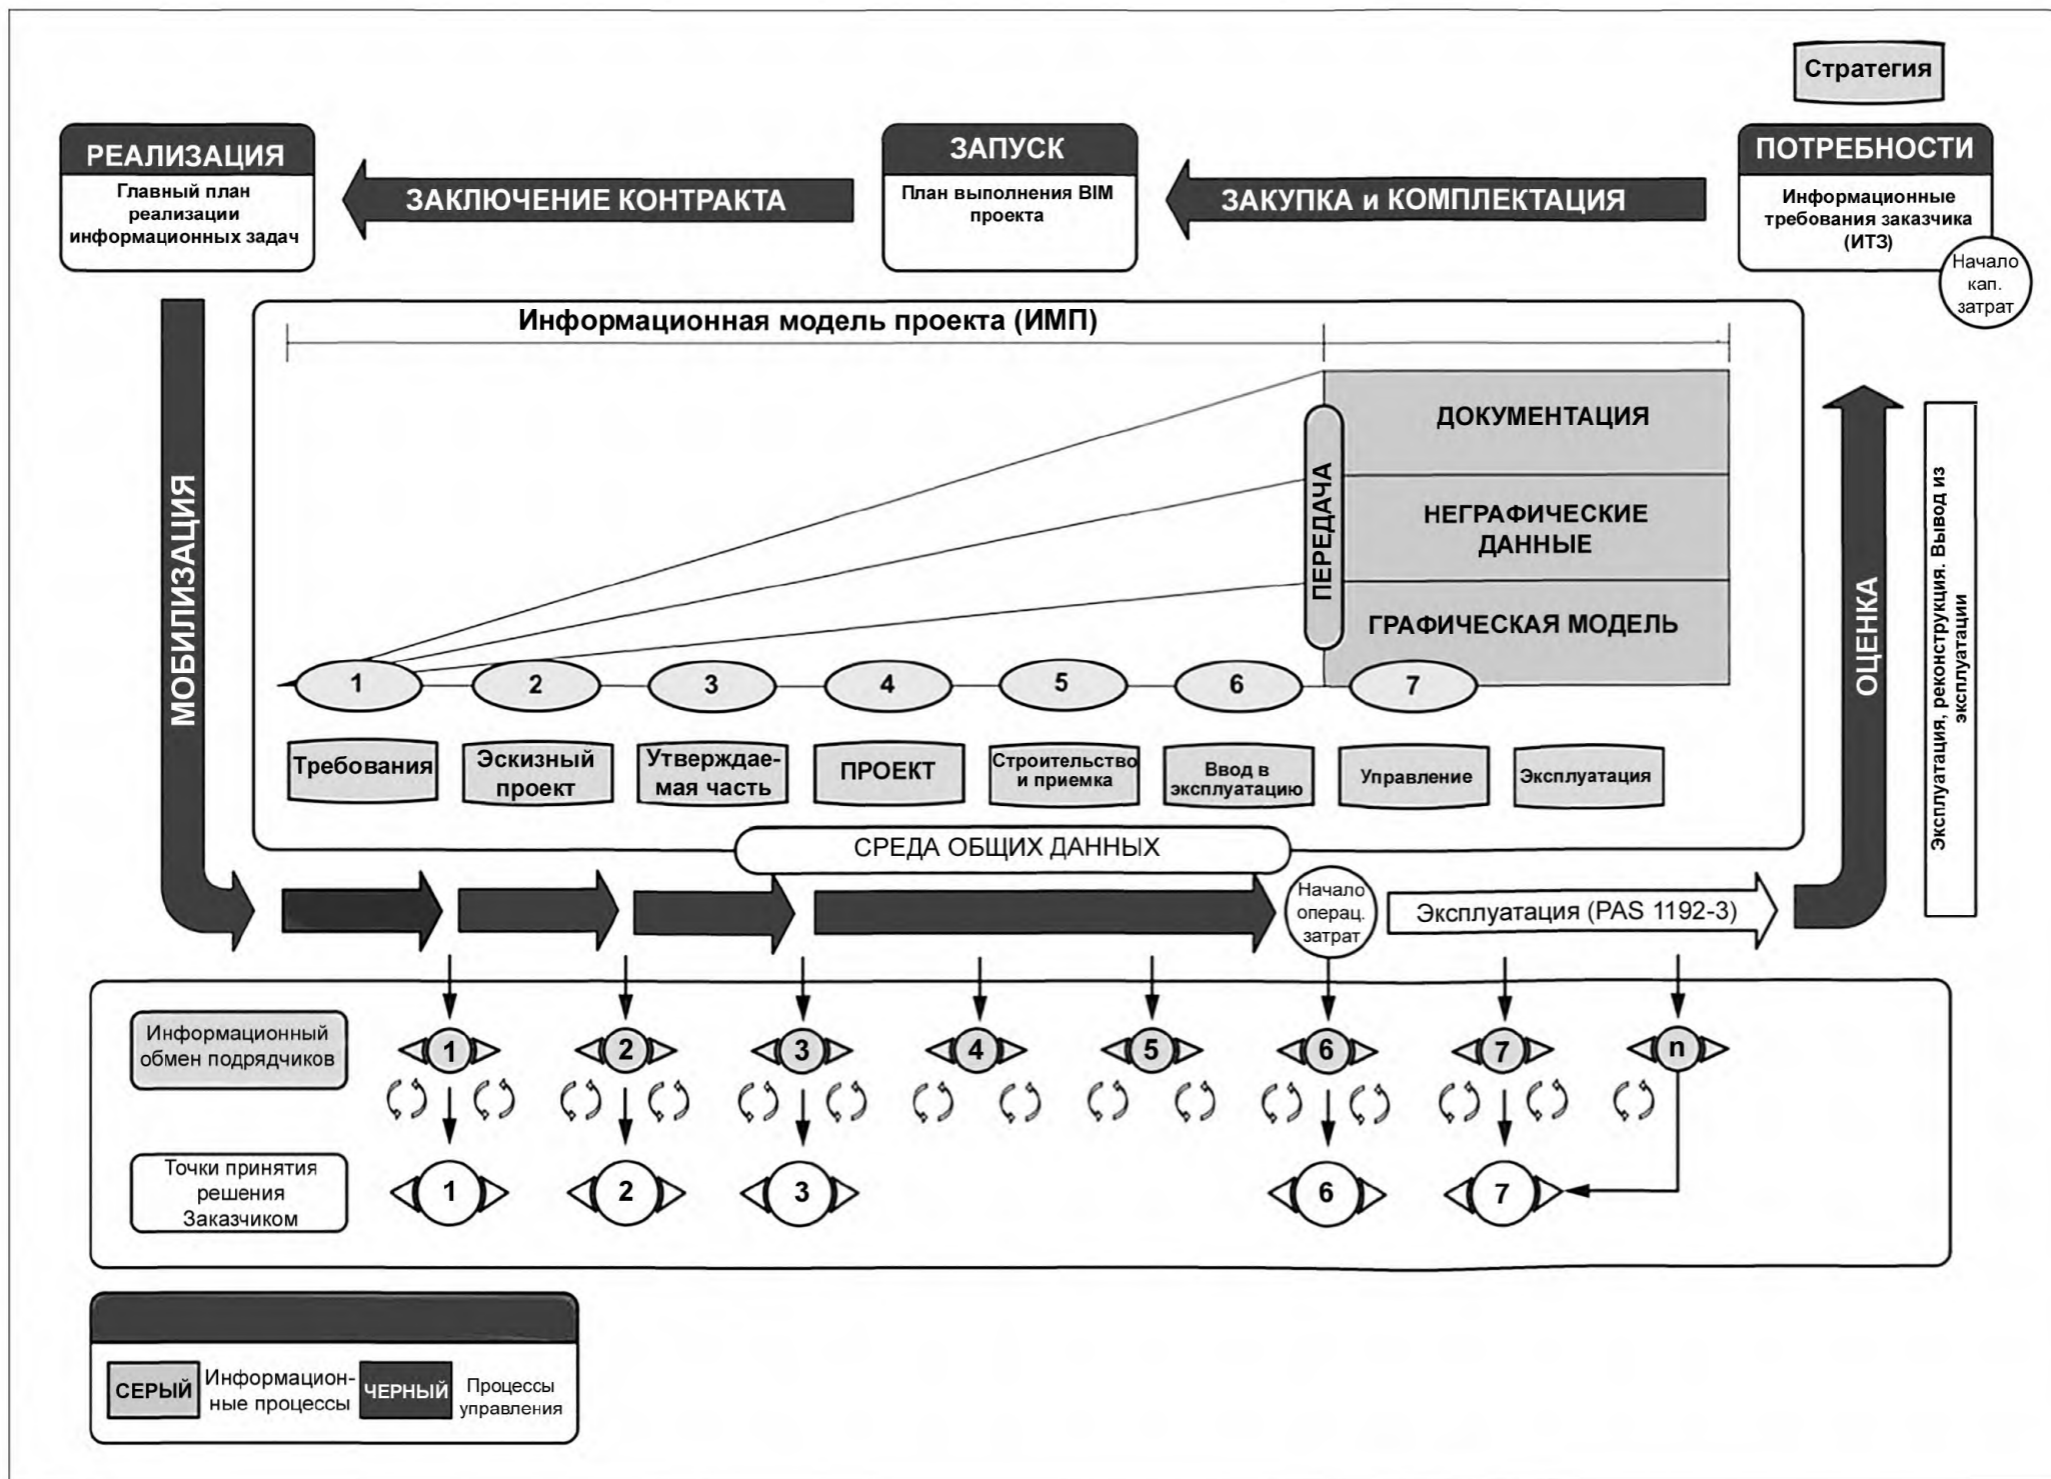 Стратегия
РЕАЛИЗАЦИЯ
Главный план
реализации
информационных задач
ЗАКЛЮЧЕНИЕ КОНТРАКТА
ЗАПУСК
План выполнения BIM
проекта
ЗАКУПКА и КОМПЛЕКТАЦИЯ
ПОТРЕБНОСТИ
Информационные
требования заказчика
(ИТЗ)
Начало
кап.
затрат
МОБИЛИЗАЦИЯ
Информационная модель проекта (ИМП)
ПЕРЕДАЧА
ДОКУМЕНТАЦИЯ
НЕГРАФИЧЕСКИЕ
ДАННЫЕ
ГРАФИЧЕСКАЯ МОДЕЛЬ
ОЦЕНКА
Эксплуатация, реконструкция. Вывод из
эксплуатации
1 2 3 4 5 6 7
Требования
Эскизный
проект
Утверждае-
мая часть
ПРОЕКТ
Строительство
и приемка
Ввод в
эксплуатацию
Управление
Эксплуатация
СРЕДА ОБЩИХ ДАННЫХ
Начало
операц.
затрат
Эксплуатация (PAS 1192-3)
Информационный
обмен подрядчиков
1 2 3 4 5 6 7 n
Точки принятия
решения
Заказчиком
1 2 3 6 7
СЕРЫЙ
Информацион-
ные процессы
ЧЕРНЫЙ
Процессы
управления